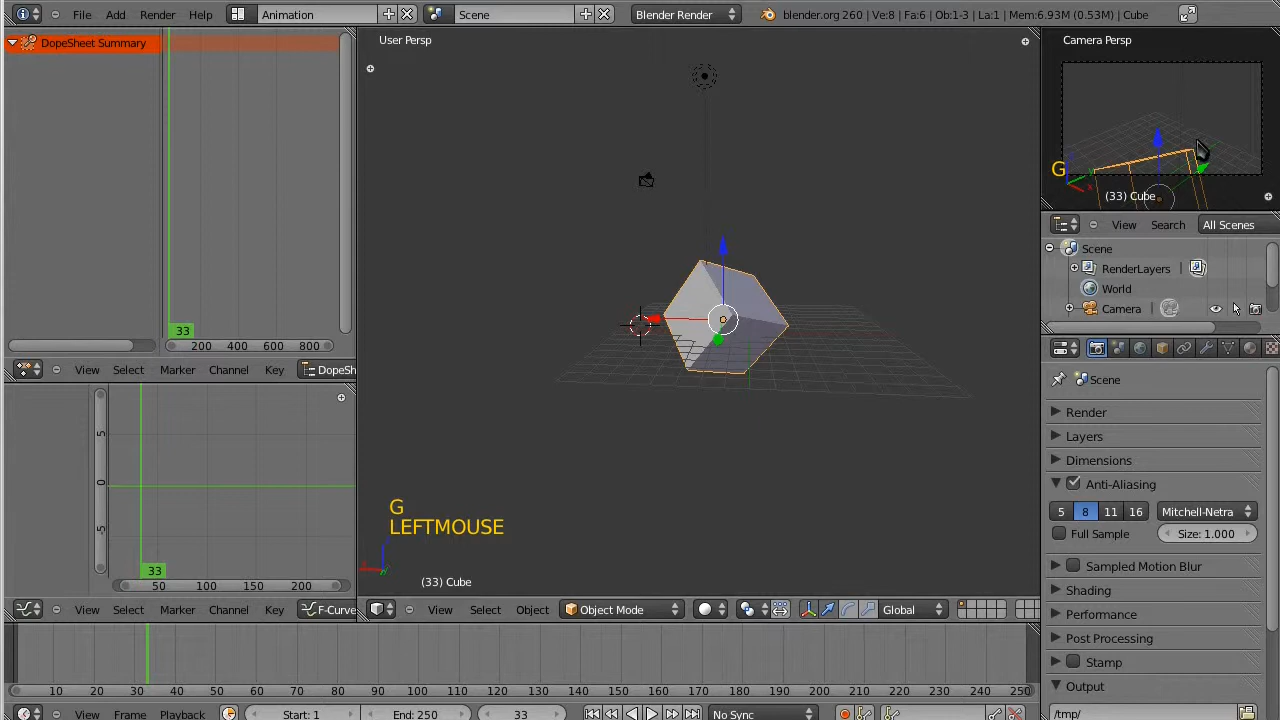 File Add Render Help Animation Scene Blender Render blender.org 260 | Ve:8 | Fa:6 | Ob:1-3 | La:1 | Mem:6.93M (0.53M) | Cube
DopeSheet Summary
33
200 400 600 800
View Select Marker Channel Key DopeSh
5
0
-5
33
50 100 150 200
View Select Marker Channel Key F-Curve
User Persp
G
LEFTMOUSE
(33) Cube
View Select Object Object Mode Global
Camera Persp
G
(33) Cube
View Search All Scenes
Scene
RenderLayers |
World
Camera |
Scene
Render
Layers
Dimensions
Anti-Aliasing
5 8 11 16 Mitchell-Netra
Full Sample Size: 1.000
Sampled Motion Blur
Shading
Performance
Post Processing
Stamp
Output
/tmp/
10 20 30 40 50 60 70 80 90 100 110 120 130 140 150 160 170 180 190 200 210 220 230 240 250
View Frame Playback Start: 1 End: 250 33 No Sync